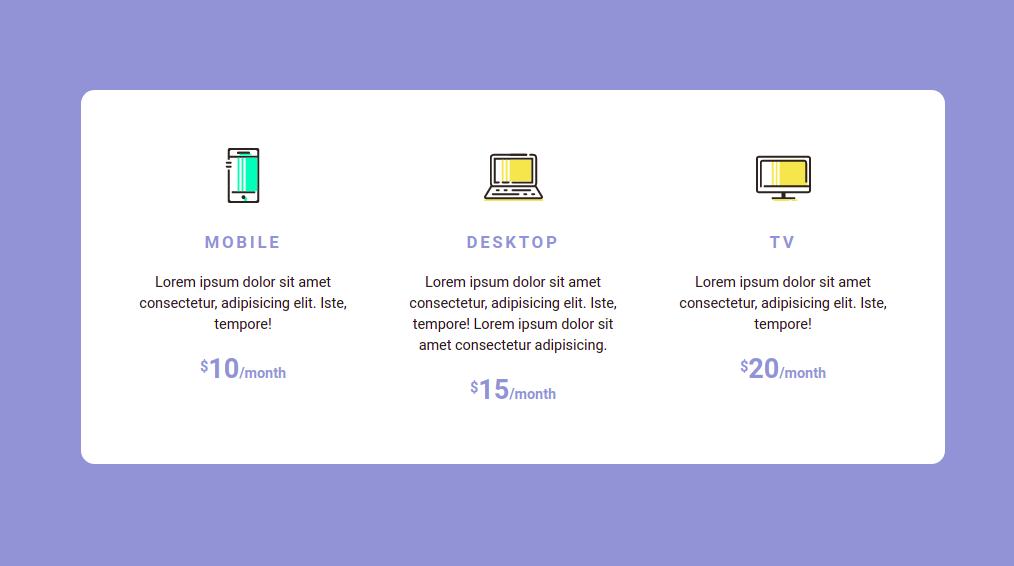 MOBILE
Lorem ipsum dolor sit amet
consectetur, adipisicing elit. Iste,
tempore!
$10/month
DESKTOP
Lorem ipsum dolor sit amet
consectetur, adipisicing elit. Iste,
tempore! Lorem ipsum dolor sit
amet consectetur adipisicing.
$15/month
TV
Lorem ipsum dolor sit amet
consectetur, adipisicing elit. Iste,
tempore!
$20/month